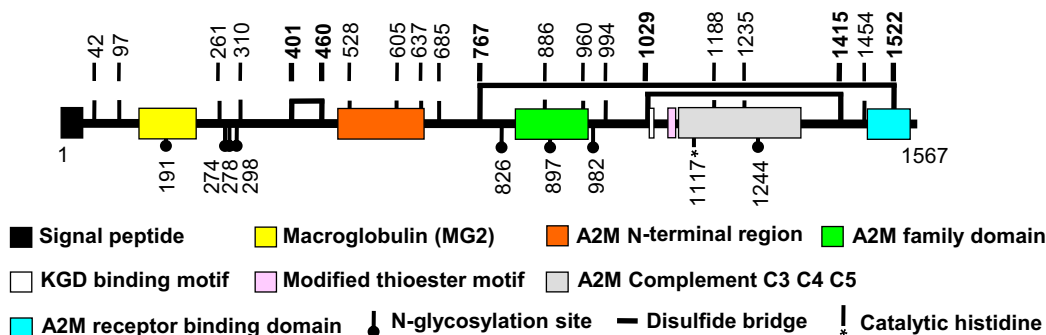 42 97 261 310 401 460 528 605 637 685 767 886 960 994 1029 1188 1235 1415 1454 1522
1 1567
191 274 278 298 826 897 982 1117* 1244
Signal peptide Macroglobulin (MG2) A2M N-terminal region A2M family domain
KGD binding motif Modified thioester motif A2M Complement C3 C4 C5
A2M receptor binding domain N-glycosylation site Disulfide bridge * Catalytic histidine